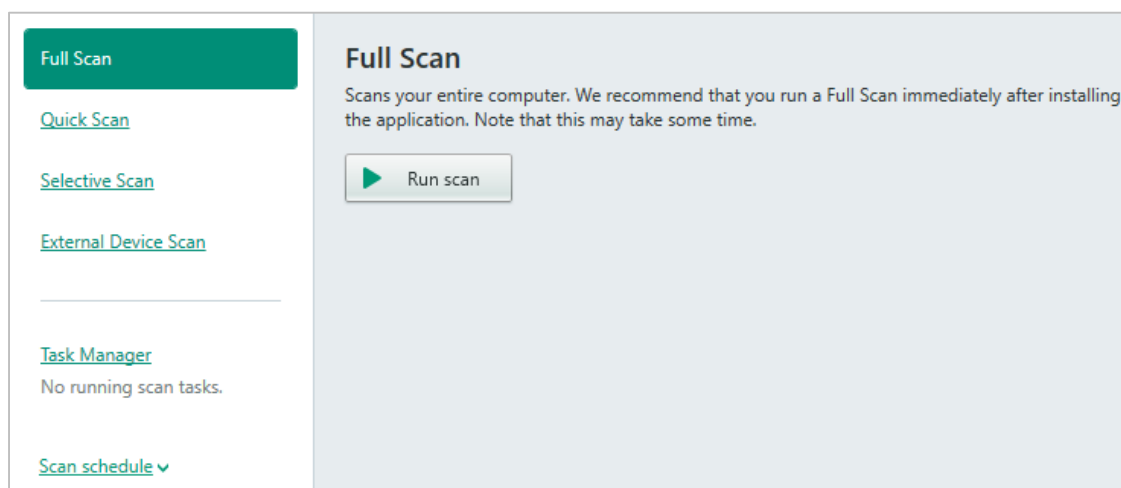 Full Scan
Quick Scan
Selective Scan
External Device Scan
Task Manager
No running scan tasks.
Scan schedule
Full Scan
Scans your entire computer. We recommend that you run a Full Scan immediately after installing
the application. Note that this may take some time.
Run scan